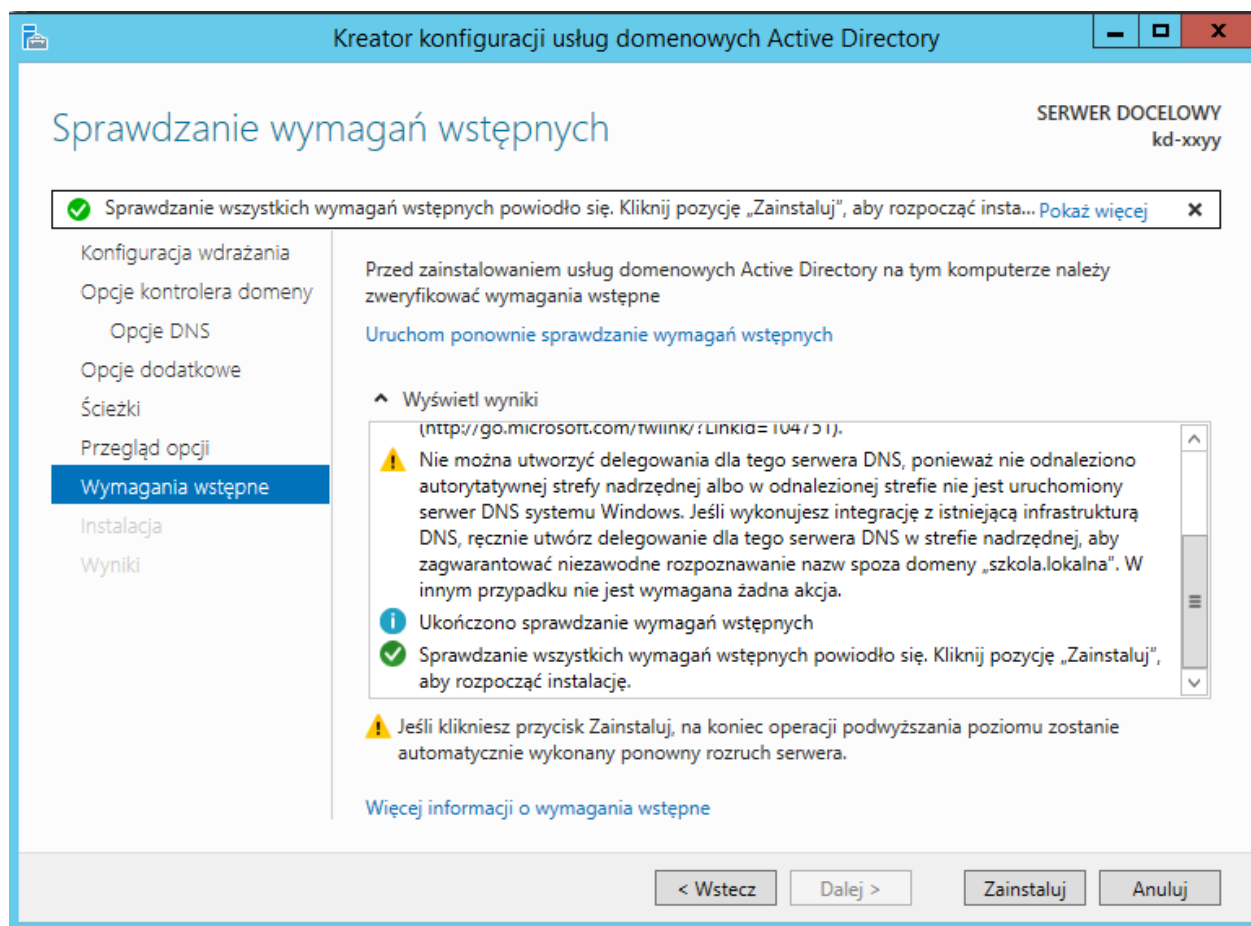 Kreator konfiguracji usług domenowych Active Directory
Sprawdzanie wymagań wstępnych
SERWER DOCELOWY
kd-xxyy
Sprawdzanie wszystkich wymagań wstępnych powiodło się. Kliknij pozycję „Zainstaluj”, aby rozpocząć insta... Pokaż więcej
Konfiguracja wdrażania
Opcje kontrolera domeny
Opcje DNS
Opcje dodatkowe
Ścieżki
Przegląd opcji
Wymagania wstępne
Instalacja
Wyniki
Przed zainstalowaniem usług domenowych Active Directory na tym komputerze należy
zweryfikować wymagania wstępne
Uruchom ponownie sprawdzanie wymagań wstępnych
Wyświetl wyniki
(http://go.microsoft.com/fwlink/?LinkId=104751).
Nie można utworzyć delegowania dla tego serwera DNS, ponieważ nie odnaleziono
autorytatywnej strefy nadrzędnej albo w odnalezionej strefie nie jest uruchomiony
serwer DNS systemu Windows. Jeśli wykonujesz integrację z istniejącą infrastrukturą
DNS, ręcznie utwórz delegowanie dla tego serwera DNS w strefie nadrzędnej, aby
zagwarantować niezawodne rozpoznawanie nazw spoza domeny „szkola.lokalna”. W
innym przypadku nie jest wymagana żadna akcja.
Ukończono sprawdzanie wymagań wstępnych
Sprawdzanie wszystkich wymagań wstępnych powiodło się. Kliknij pozycję „Zainstaluj”,
aby rozpocząć instalację.
Jeśli klikniesz przycisk Zainstaluj, na koniec operacji podwyższania poziomu zostanie
automatycznie wykonany ponowny rozruch serwera.
Więcej informacji o wymagania wstępne
< Wstecz
Dalej >
Zainstaluj
Anuluj